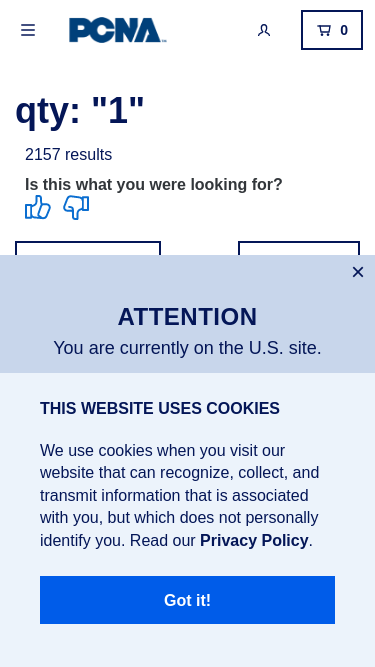 PCNA
0
qty: "1"
2157 results
Is this what you were looking for?
×
ATTENTION
You are currently on the U.S. site.
THIS WEBSITE USES COOKIES
We use cookies when you visit our
website that can recognize, collect, and
transmit information that is associated
with you, but which does not personally
identify you. Read our Privacy Policy.
Got it!